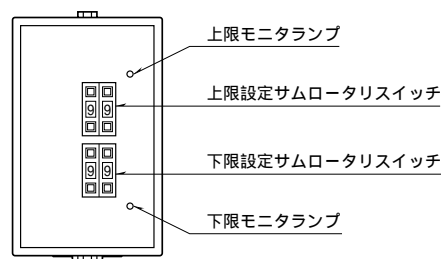 上限モニタランプ
上限設定サムロータリスイッチ
9 9
下限設定サムロータリスイッチ
9 9
下限モニタランプ